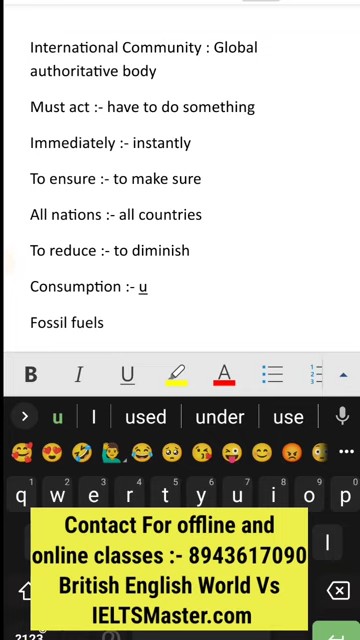 International Community : Global
authoritative body
Must act :- have to do something
Immediately :- instantly
To ensure :- to make sure
All nations :- all countries
To reduce :- to diminish
Consumption :- u
Fossil fuels
B I U A
u I used under use
q w e r t y u i o p
Contact For offline and
online classes :- 8943617090
British English World Vs
IELTSMaster.com
l
?123